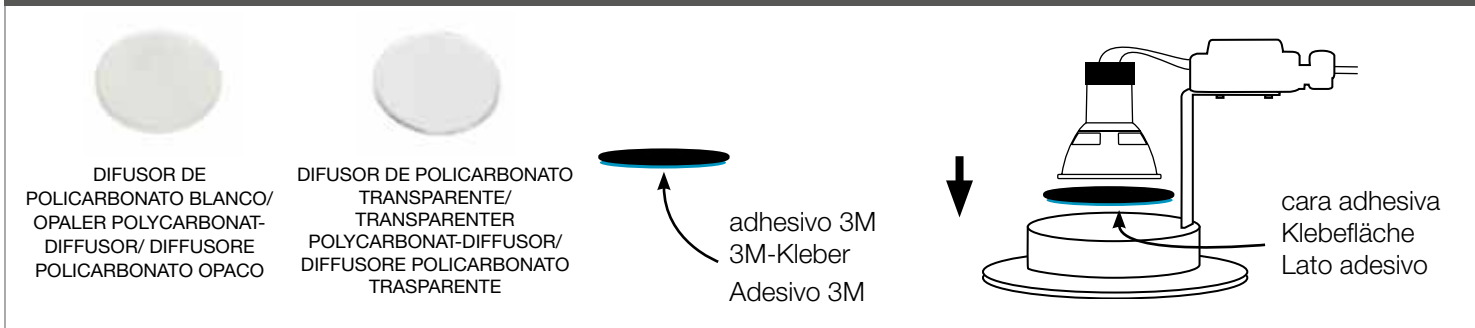 DIFUSOR DE
POLICARBONATO BLANCO/
OPALER POLYCARBONAT-
DIFFUSOR/ DIFFUSORE
POLICARBONATO OPACO
DIFUSOR DE POLICARBONATO
TRANSPARENTE/
TRANSPARENTER
POLYCARBONAT-DIFFUSOR/
DIFFUSORE POLICARBONATO
TRASPARENTE
adhesivo 3M
3M-Kleber
Adesivo 3M
cara adhesiva
Klebefläche
Lato adesivo